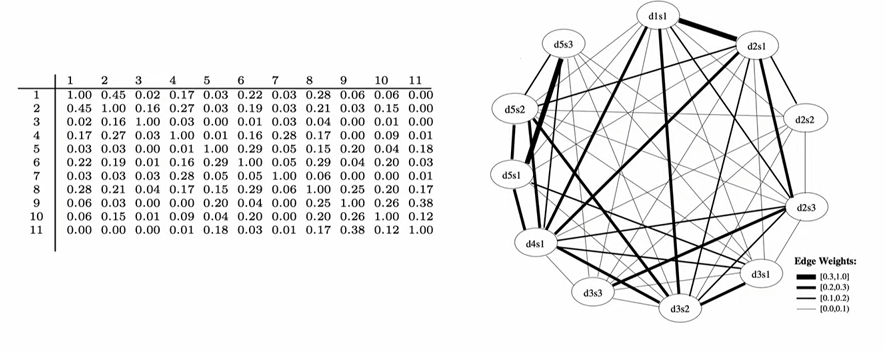 1 2 3 4 5 6 7 8 9 10 11
1 1.00 0.45 0.02 0.17 0.03 0.22 0.03 0.28 0.06 0.06 0.00
2 0.45 1.00 0.16 0.27 0.03 0.19 0.03 0.21 0.03 0.15 0.00
3 0.02 0.16 1.00 0.03 0.00 0.01 0.03 0.04 0.00 0.01 0.00
4 0.17 0.27 0.03 1.00 0.01 0.16 0.28 0.17 0.00 0.09 0.01
5 0.03 0.03 0.00 0.01 1.00 0.29 0.05 0.15 0.20 0.04 0.18
6 0.22 0.19 0.01 0.16 0.29 1.00 0.05 0.29 0.04 0.20 0.03
7 0.03 0.03 0.03 0.28 0.05 0.05 1.00 0.06 0.00 0.00 0.01
8 0.28 0.21 0.04 0.17 0.15 0.29 0.06 1.00 0.25 0.20 0.17
9 0.06 0.03 0.00 0.00 0.20 0.04 0.00 0.25 1.00 0.26 0.38
10 0.06 0.15 0.01 0.09 0.04 0.20 0.00 0.20 0.26 1.00 0.12
11 0.00 0.00 0.00 0.01 0.18 0.03 0.01 0.17 0.38 0.12 1.00
d1s1
d5s3
d2s1
d5s2
d2s2
d5s1
d2s3
d4s1
d3s1
d3s3
d3s2
Edge Weights:
[0.3,1.0]
[0.2,0.3)
[0.1,0.2)
[0.0,0.1)